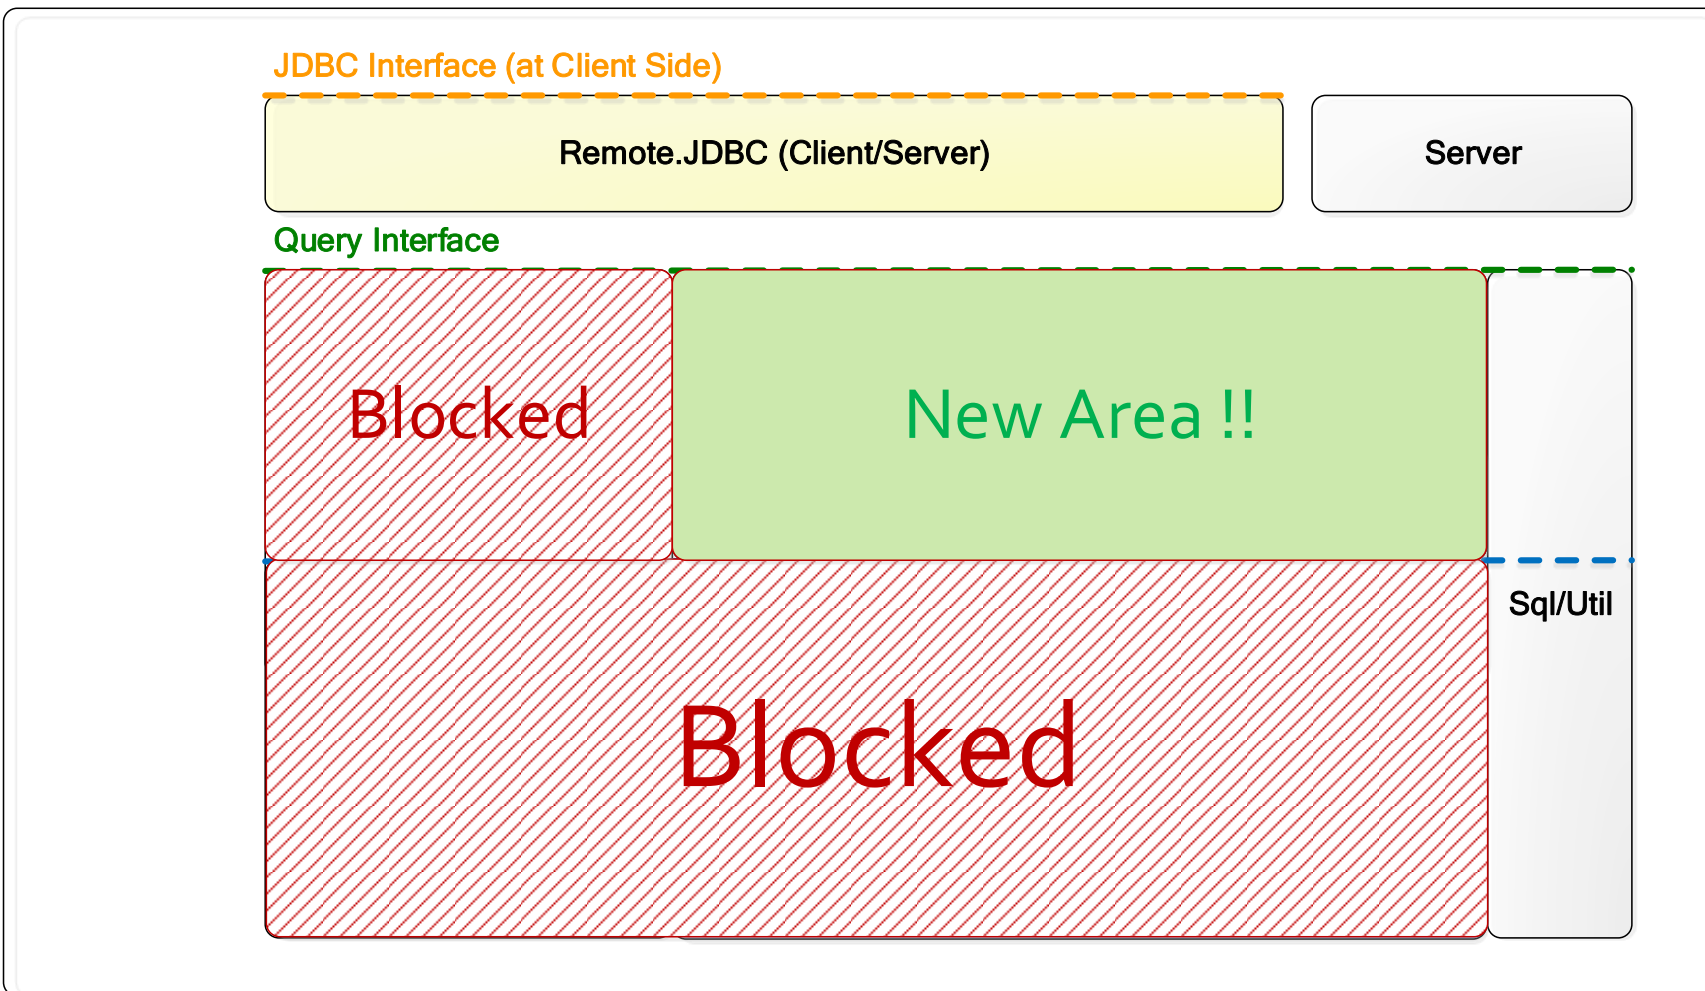 JDBC Interface (at Client Side)
Remote.JDBC (Client/Server)
Server
Query Interface
Blocked
New Area !!
Sql/Util
Blocked